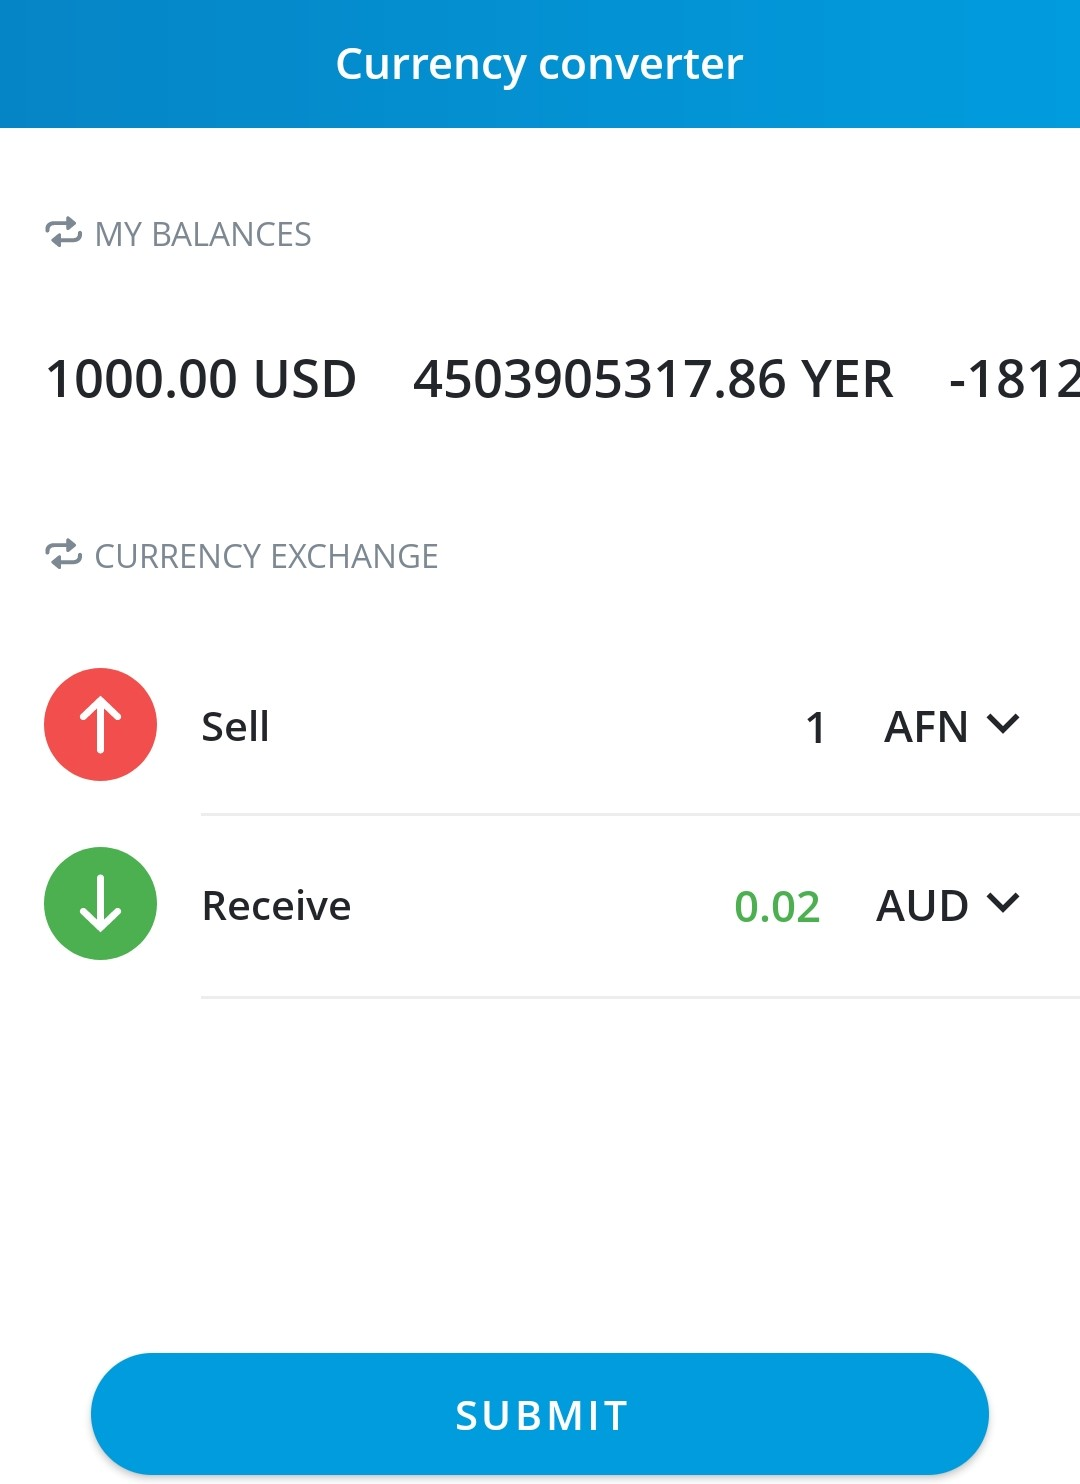 Currency converter
MY BALANCES
1000.00 USD 4503905317.86 YER -1812
CURRENCY EXCHANGE
Sell 1 AFN
Receive 0.02 AUD
SUBMIT